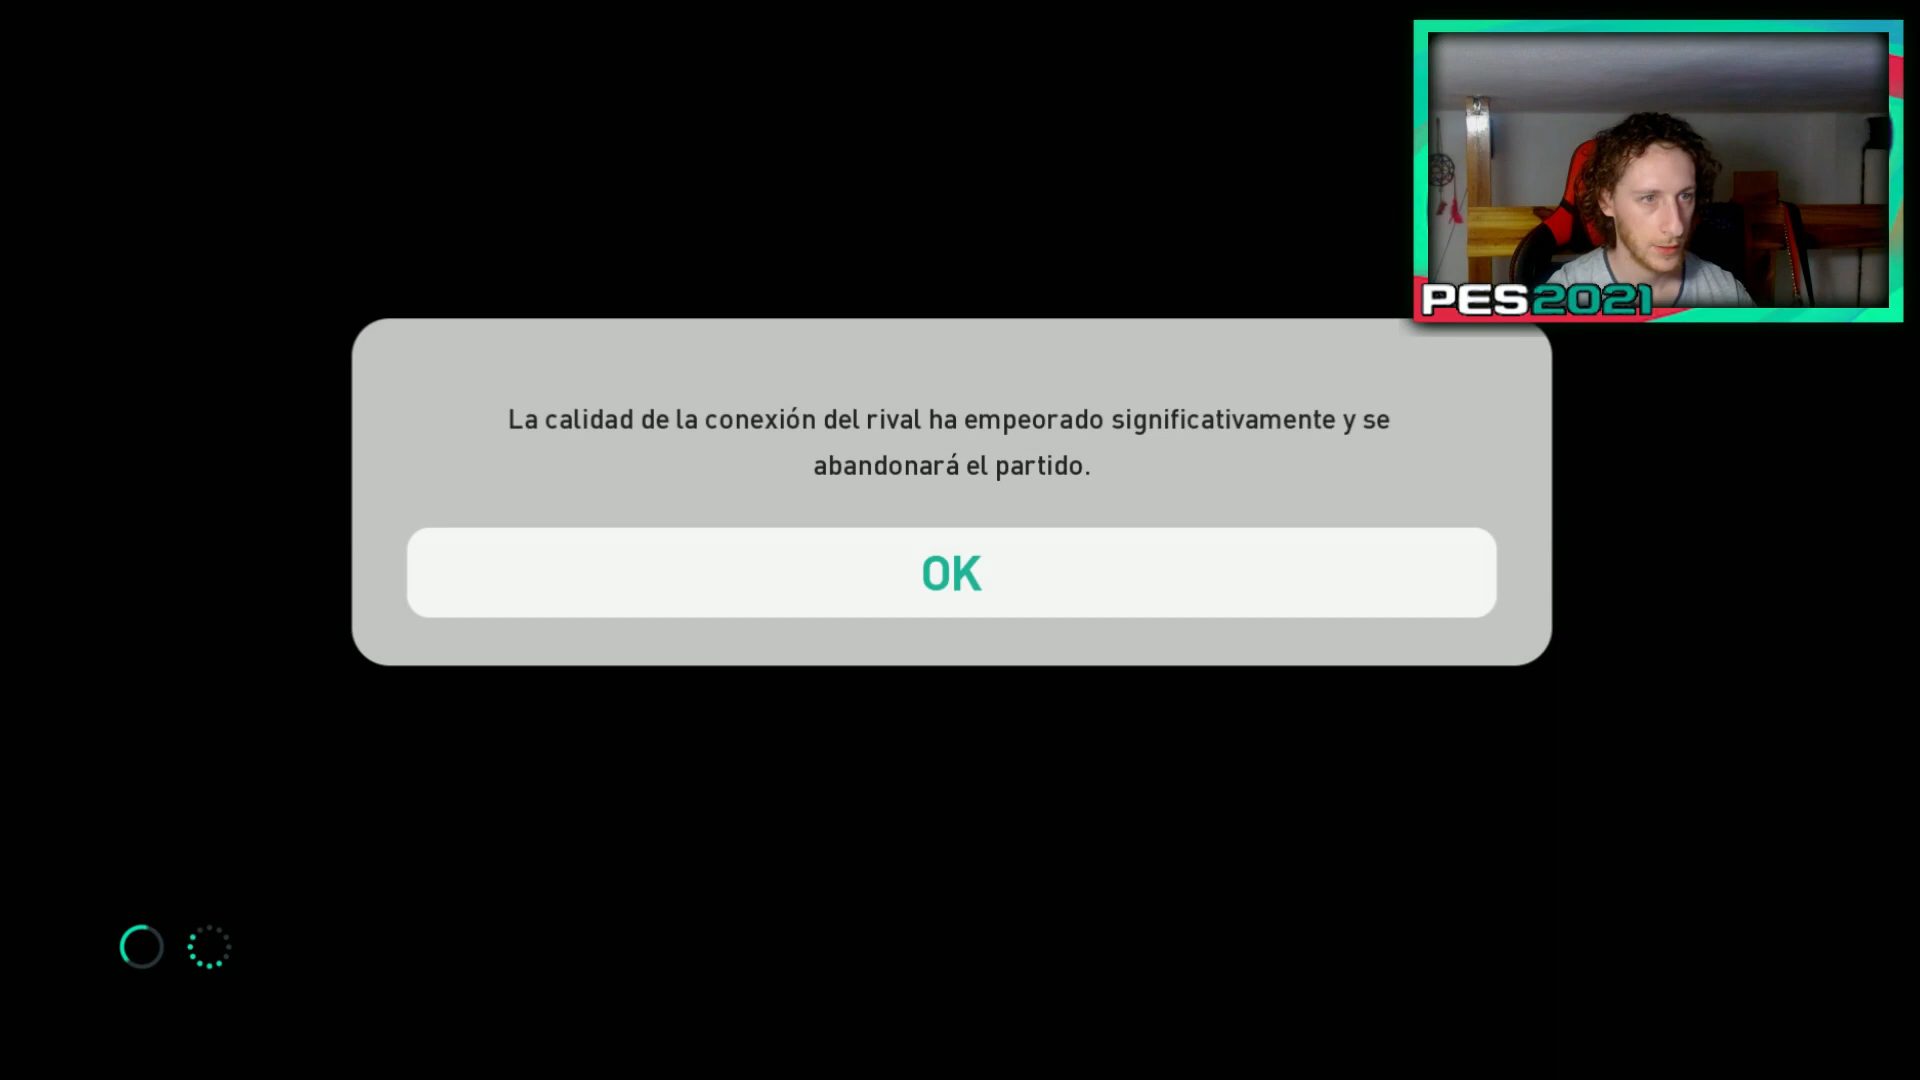 PES2021
La calidad de la conexión del rival ha empeorado significativamente y se
abandonará el partido.
OK